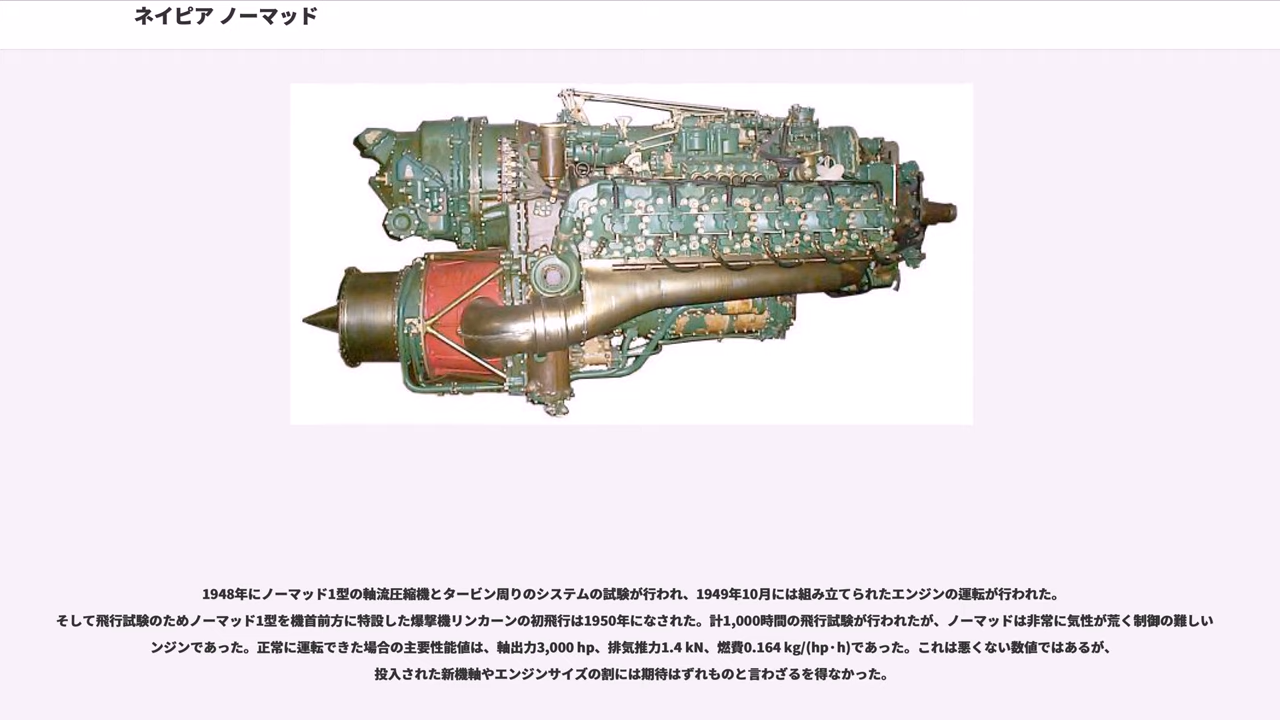 ネイピア ノーマッド
1948年にノーマッド1型の軸流圧縮機とタービン周りのシステムの試験が行われ、1949年10月には組み立てられたエンジンの運転が行われた。
そして飛行試験のためノーマッド1型を機首前方に特設した爆撃機リンカーンの初飛行は1950年になされた。計1,000時間の飛行試験が行われたが、ノーマッドは非常に気性が荒く制御の難しい
ンジンであった。正常に運転できた場合の主要性能値は、軸出力3,000 hp、排気推力1.4 kN、燃費0.164 kg/(hp·h)であった。これは悪くない数値ではあるが、
投入された新機軸やエンジンサイズの割には期待はずれものと言わざるを得なかった。